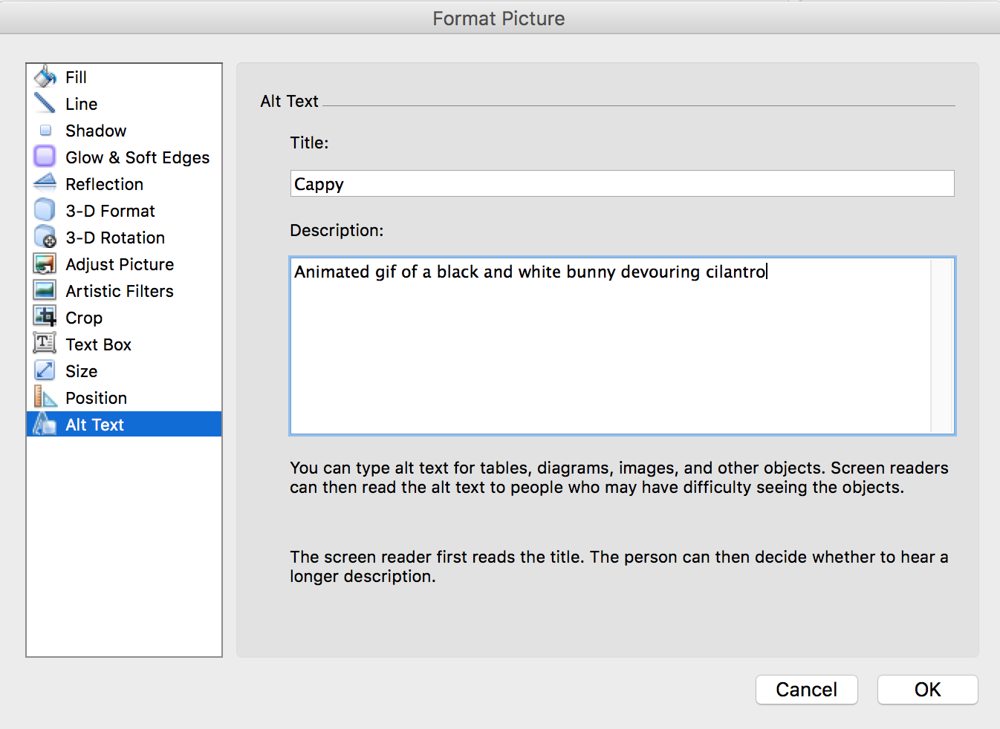 Format Picture
Fill
Line
Shadow
Glow & Soft Edges
Reflection
3-D Format
3-D Rotation
Adjust Picture
Artistic Filters
Crop
Text Box
Size
Position
Alt Text
Alt Text
Title:
Cappy
Description:
Animated gif of a black and white bunny devouring cilantro
You can type alt text for tables, diagrams, images, and other objects. Screen readers
can then read the alt text to people who may have difficulty seeing the objects.
The screen reader first reads the title. The person can then decide whether to hear a
longer description.
Cancel
OK